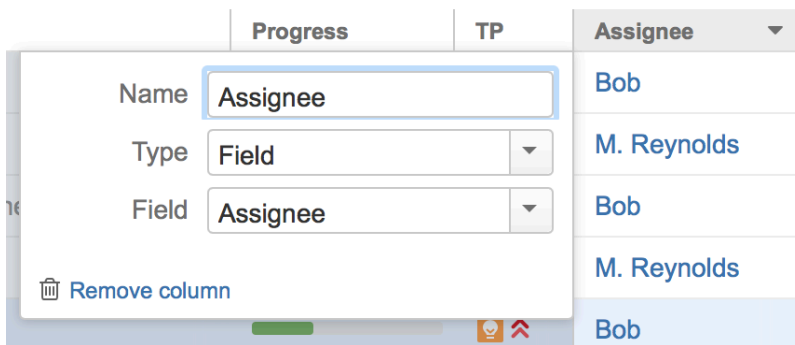 Progress TP Assignee
Name Assignee
Bob
Type Field
M. Reynolds
Field Assignee
Bob
M. Reynolds
Remove column
Bob